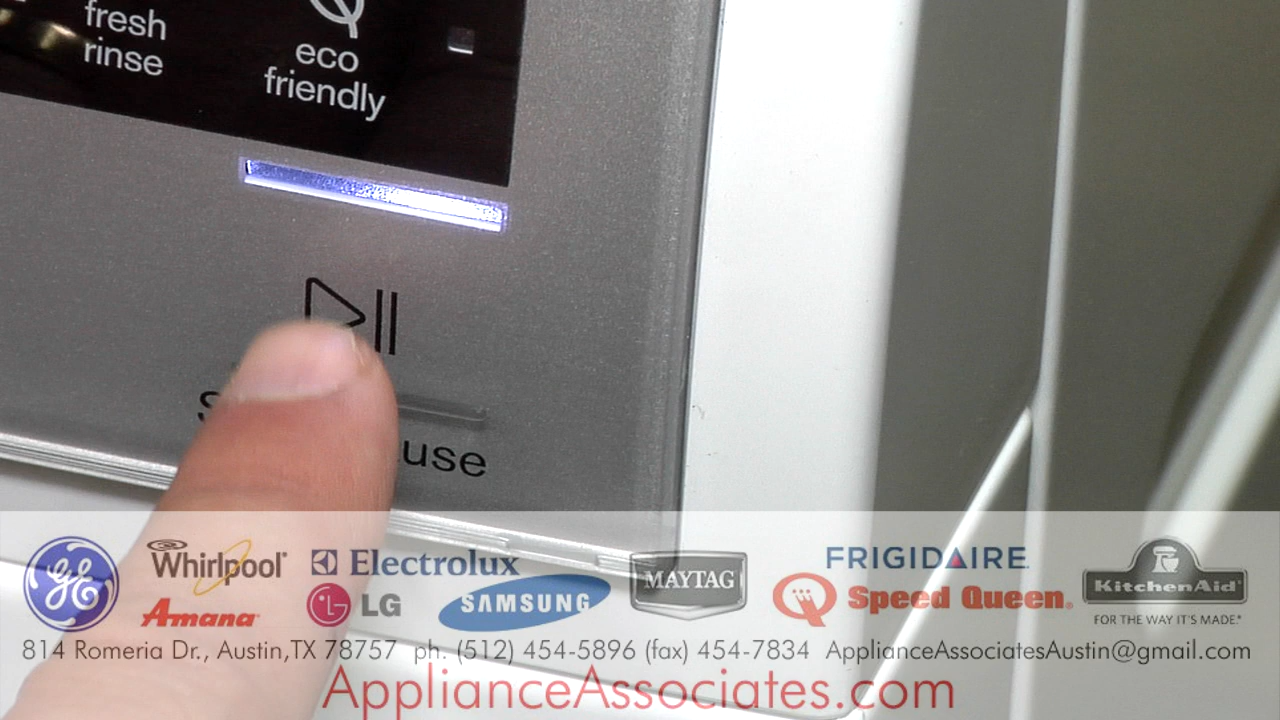 fresh
rinse
eco
friendly
use
GE
Whirlpool
Electrolux
FRIGIDAIRE
MAYTAG
KitchenAid
Amana
LG
SAMSUNG
Speed Queen
FOR THE WAY IT'S MADE.®
814 Romeria Dr., Austin,TX 78757 ph. (512) 454-5896 (fax) 454-7834 ApplianceAssociatesAustin@gmail.com
ApplianceAssociates.com